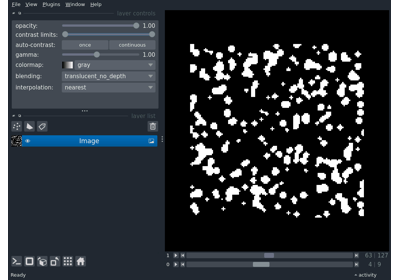 File View Plugins Window Help
layer controls
opacity: 1.00
contrast limits:
auto-contrast: once continuous
gamma: 1.00
colormap: gray
blending: translucent_no_depth
interpolation: nearest
layer list
Image
1 63 127
0 4 9
Ready activity